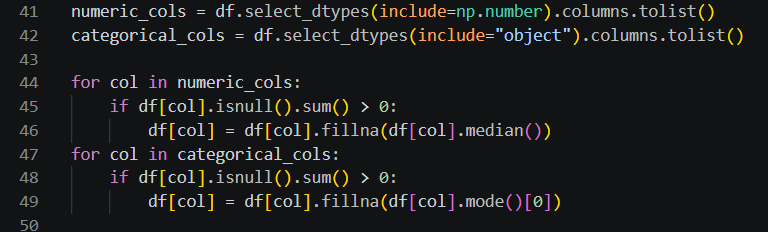 41 numeric_cols = df.select_dtypes(include=np.number).columns.tolist()
42 categorical_cols = df.select_dtypes(include="object").columns.tolist()
43
44 for col in numeric_cols:
45     if df[col].isnull().sum() > 0:
46         df[col] = df[col].fillna(df[col].median())
47 for col in categorical_cols:
48     if df[col].isnull().sum() > 0:
49         df[col] = df[col].fillna(df[col].mode()[0])
50